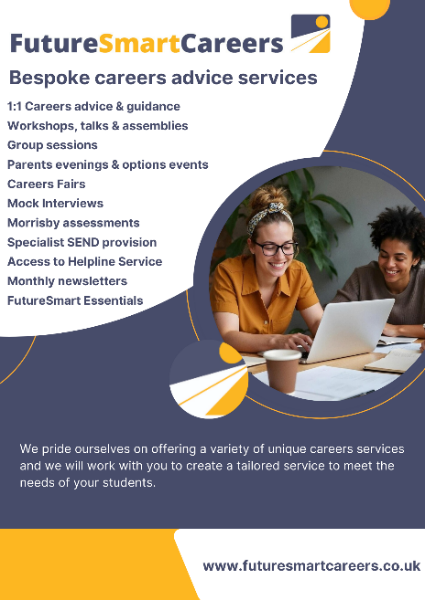 FutureSmartCareers
Bespoke careers advice services
1:1 Careers advice & guidance
Workshops, talks & assemblies
Group sessions
Parents evenings & options events
Careers Fairs
Mock Interviews
Morrisby assessments
Specialist SEND provision
Access to Helpline Service
Monthly newsletters
FutureSmart Essentials
We pride ourselves on offering a variety of unique careers services
and we will work with you to create a tailored service to meet the
needs of your students.
www.futuresmartcareers.co.uk